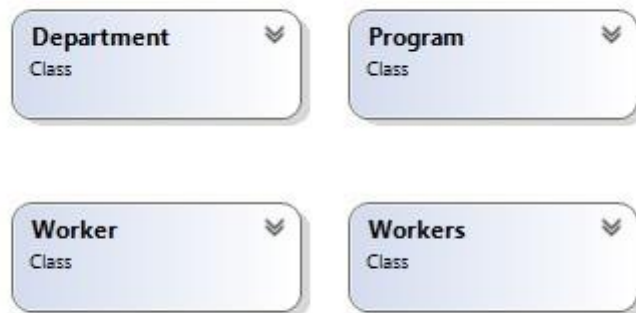 Department
Class
Program
Class
Worker
Class
Workers
Class